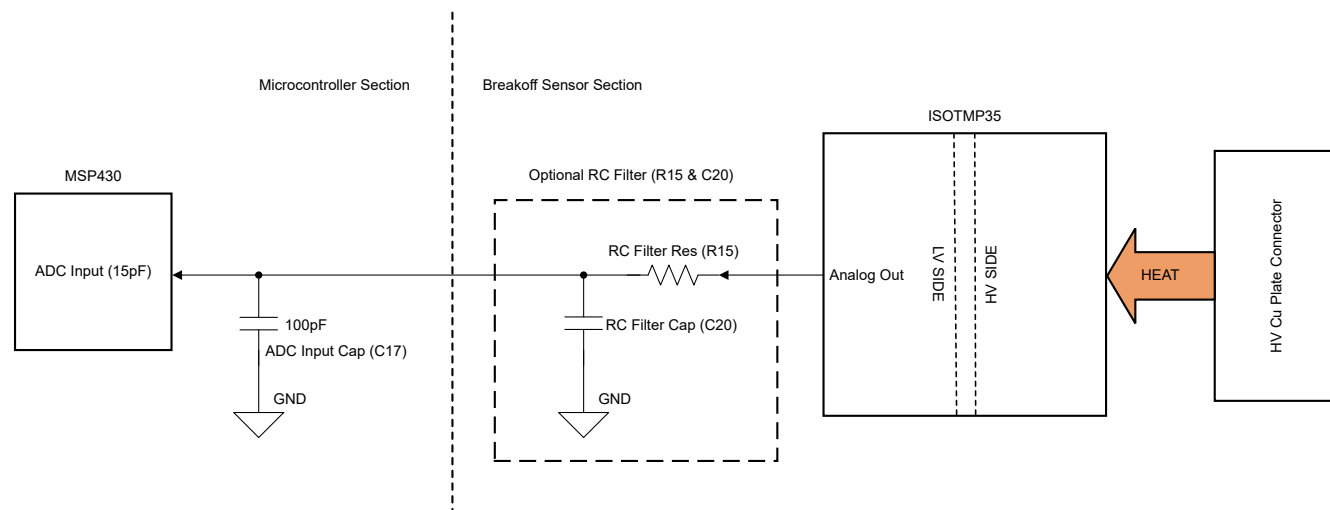 Microcontroller Section
Breakoff Sensor Section
ISOTMP35
MSP430
Optional RC Filter (R15 & C20)
ADC Input (15pF)
RC Filter Res (R15)
Analog Out
LV SIDE
HV SIDE
HEAT
HV Cu Plate Connector
100pF
ADC Input Cap (C17)
RC Filter Cap (C20)
GND
GND